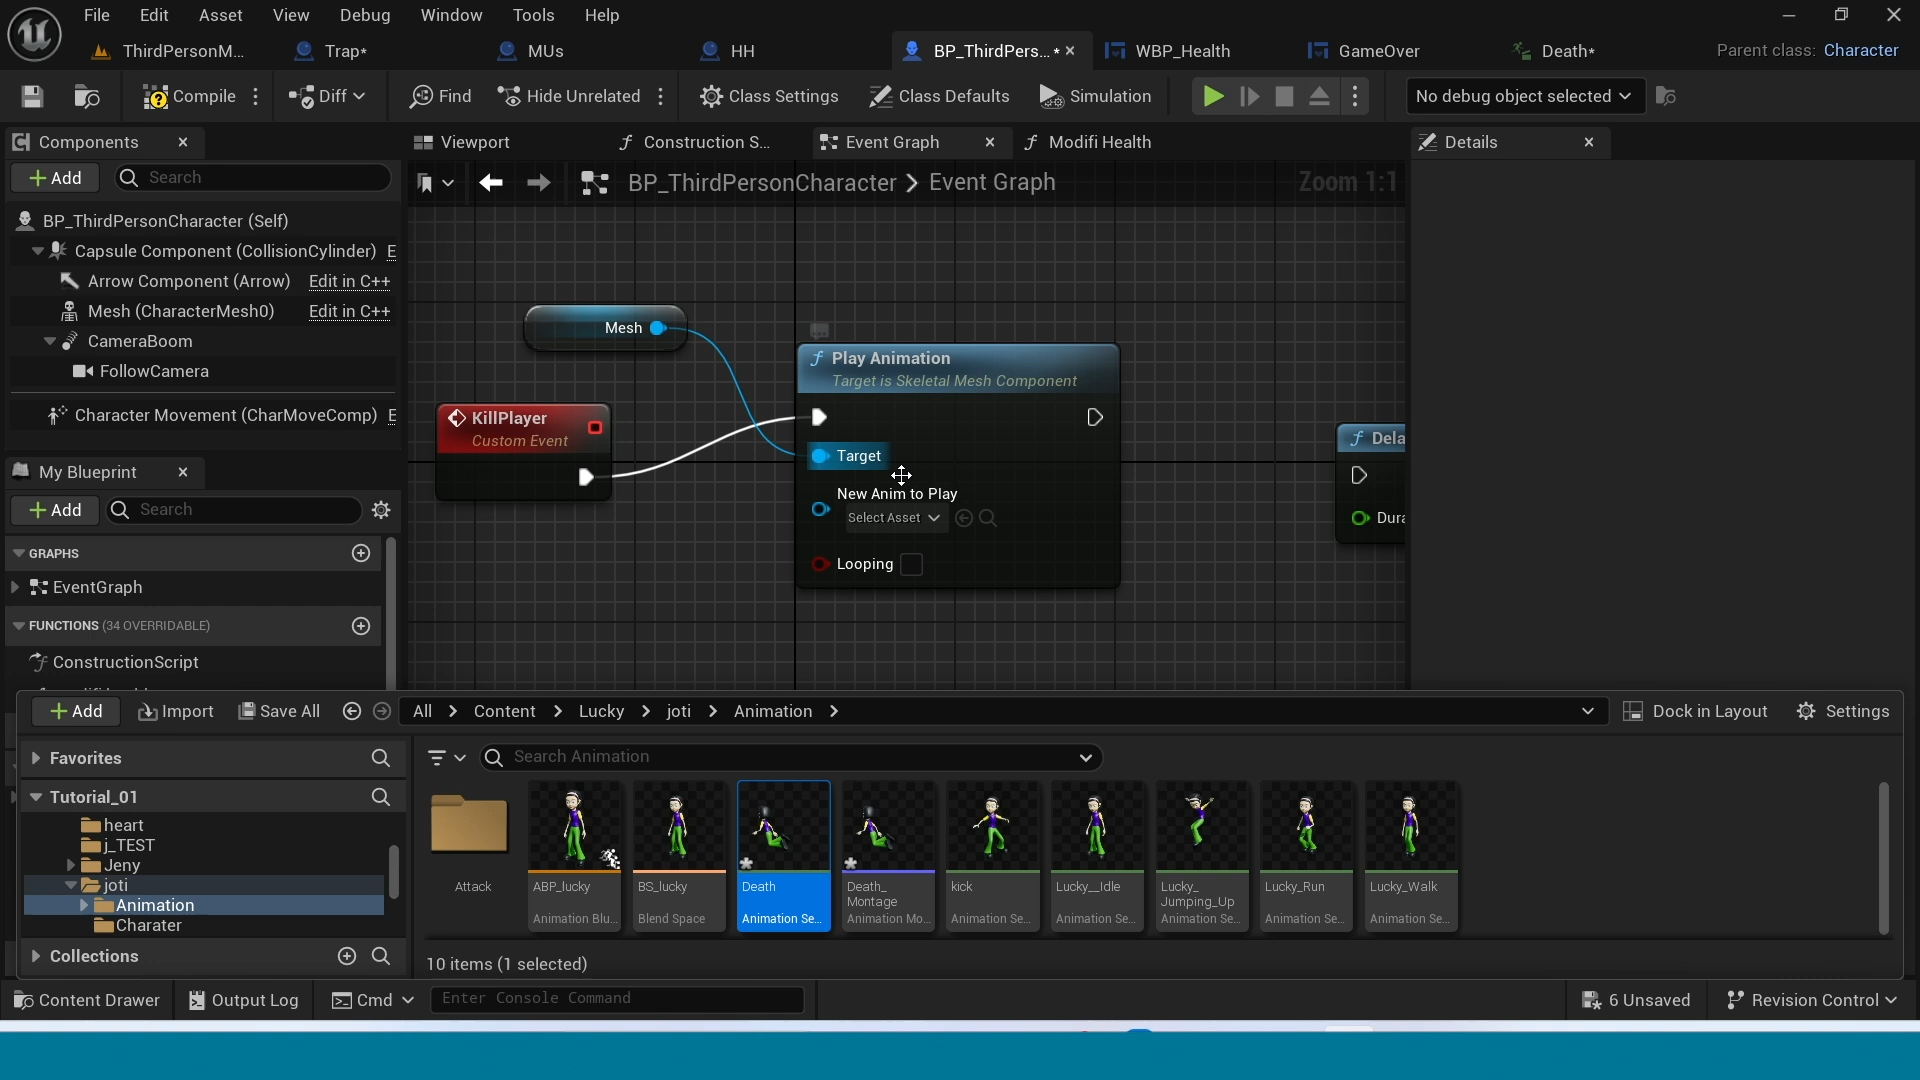 File Edit Asset View Debug Window Tools Help
ThirdPersonM... Trap* MUs HH BP_ThirdPers...* WBP_Health GameOver Death* Parent class: Character
Compile Diff Find Hide Unrelated Class Settings Class Defaults Simulation No debug object selected
Components Viewport Construction S... Event Graph Modifi Health Details
Add Search
BP_ThirdPersonCharacter > Event Graph Zoom 1:1
BP_ThirdPersonCharacter (Self)
Capsule Component (CollisionCylinder) E
Arrow Component (Arrow) Edit in C++
Mesh (CharacterMesh0) Edit in C++
CameraBoom
FollowCamera
Character Movement (CharMoveComp) E
Mesh
Play Animation
Target is Skeletal Mesh Component
KillPlayer
Custom Event
Target
New Anim to Play
Select Asset
Looping
Dela
Dura
My Blueprint
Add Search
GRAPHS
EventGraph
FUNCTIONS (34 OVERRIDABLE)
ConstructionScript
Add Import Save All All > Content > Lucky > joti > Animation > Dock in Layout Settings
Favorites
Search Animation
Tutorial_01
heart
j_TEST
Jeny
joti
Animation
Charater
Collections
Attack
ABP_lucky
Animation Blu...
BS_lucky
Blend Space
Death
Animation Se...
Death_
Montage
Animation Mo...
kick
Animation Se...
Lucky__Idle
Animation Se...
Lucky_
Jumping_Up
Animation Se...
Lucky_Run
Animation Se...
Lucky_Walk
Animation Se...
10 items (1 selected)
Content Drawer Output Log Cmd Enter Console Command 6 Unsaved Revision Control